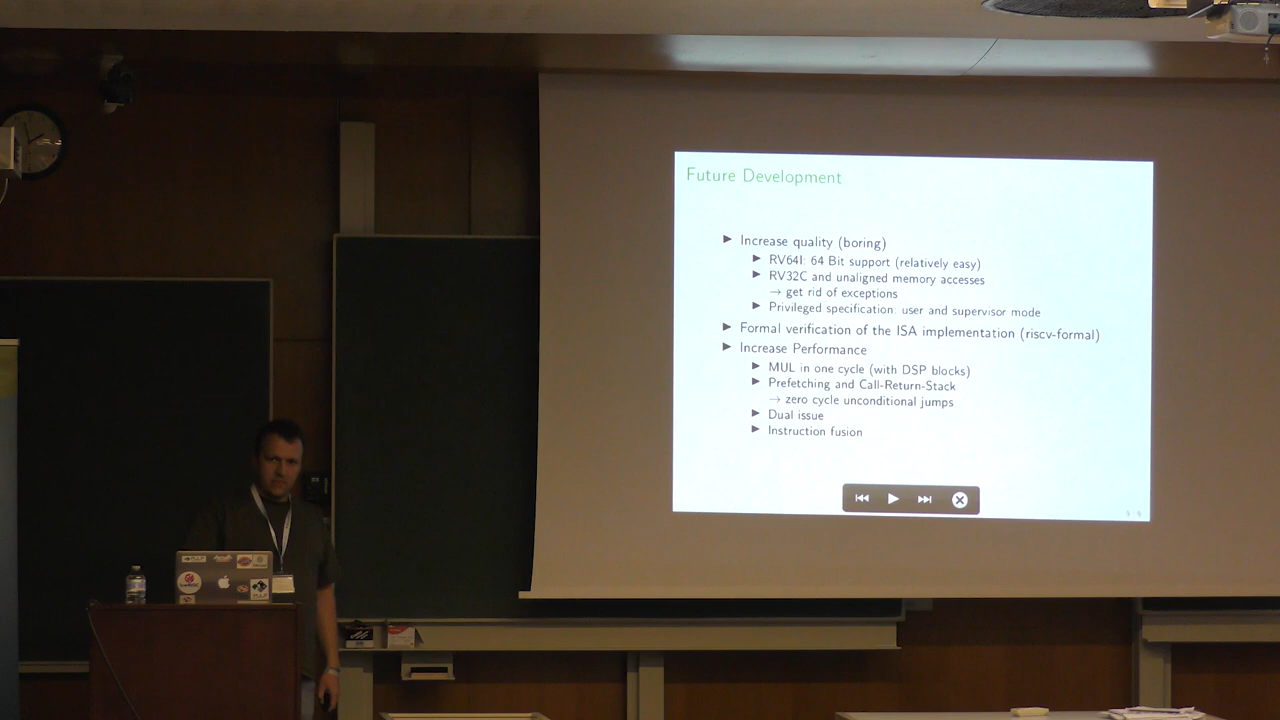 Future Development
▶ Increase quality (boring)
▶ RV64I: 64 Bit support (relatively easy)
▶ RV32C and unaligned memory accesses
→ get rid of exceptions
▶ Privileged specification: user and supervisor mode
▶ Formal verification of the ISA implementation (riscv-formal)
▶ Increase Performance
▶ MUL in one cycle (with DSP blocks)
▶ Prefetching and Call-Return-Stack
→ zero cycle unconditional jumps
▶ Dual issue
▶ Instruction fusion